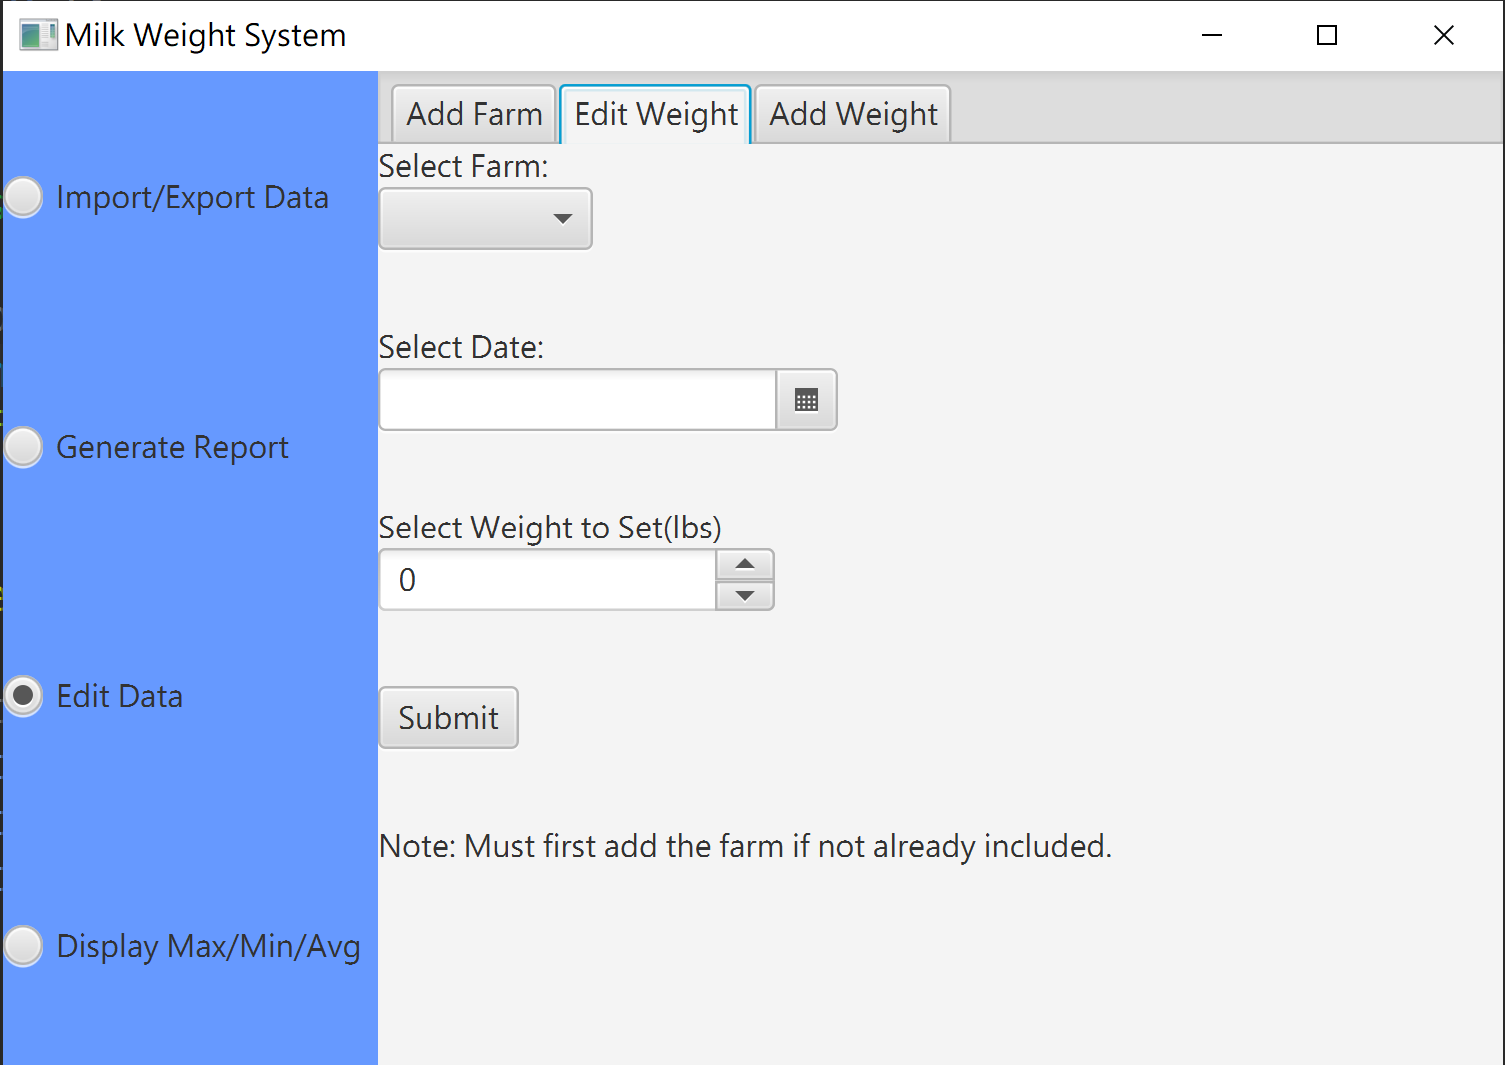 Milk Weight System
Add Farm Edit Weight Add Weight
Import/Export Data
Generate Report
Edit Data
Display Max/Min/Avg
Select Farm:
Select Date:
Select Weight to Set(lbs)
0
Submit
Note: Must first add the farm if not already included.